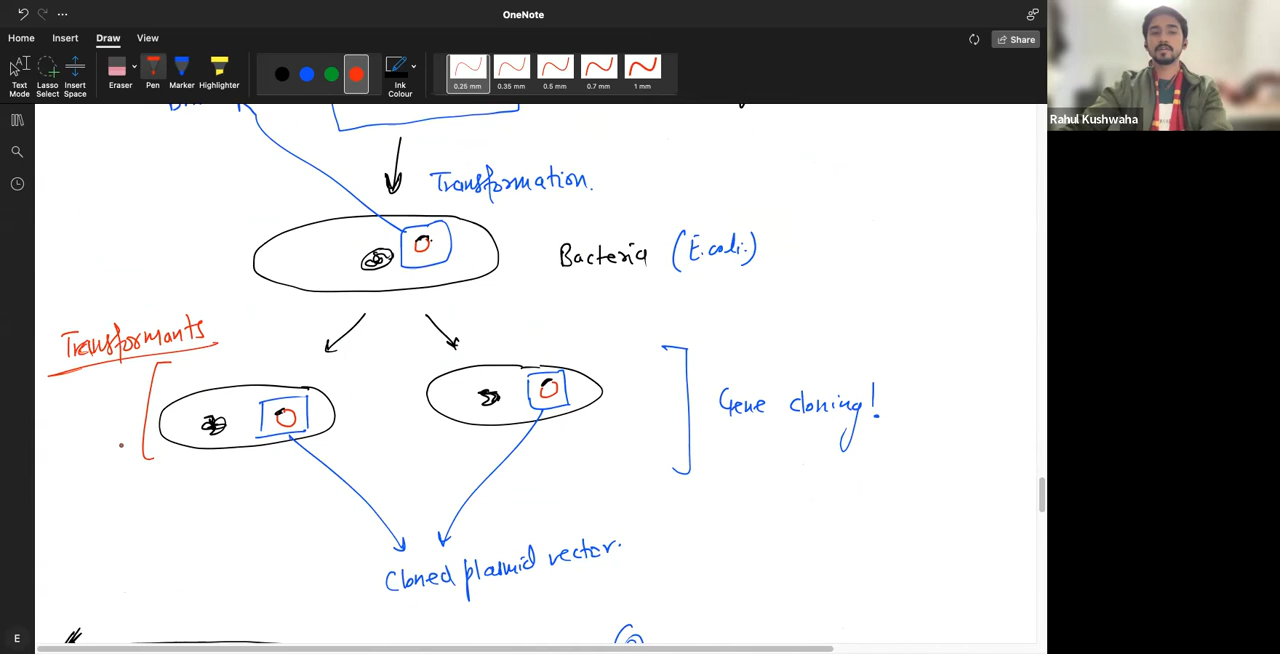 OneNote
Home Insert Draw View
Share
Text Mode
Lasso Select
Insert Space
Eraser
Pen
Marker
Highlighter
Ink Colour
0.25 mm
0.35 mm
0.5 mm
0.7 mm
1 mm
Rahul Kushwaha
Transformation.
Bacteria (E.coli.)
Transformants
Gene cloning!
Cloned plasmid vector.
E